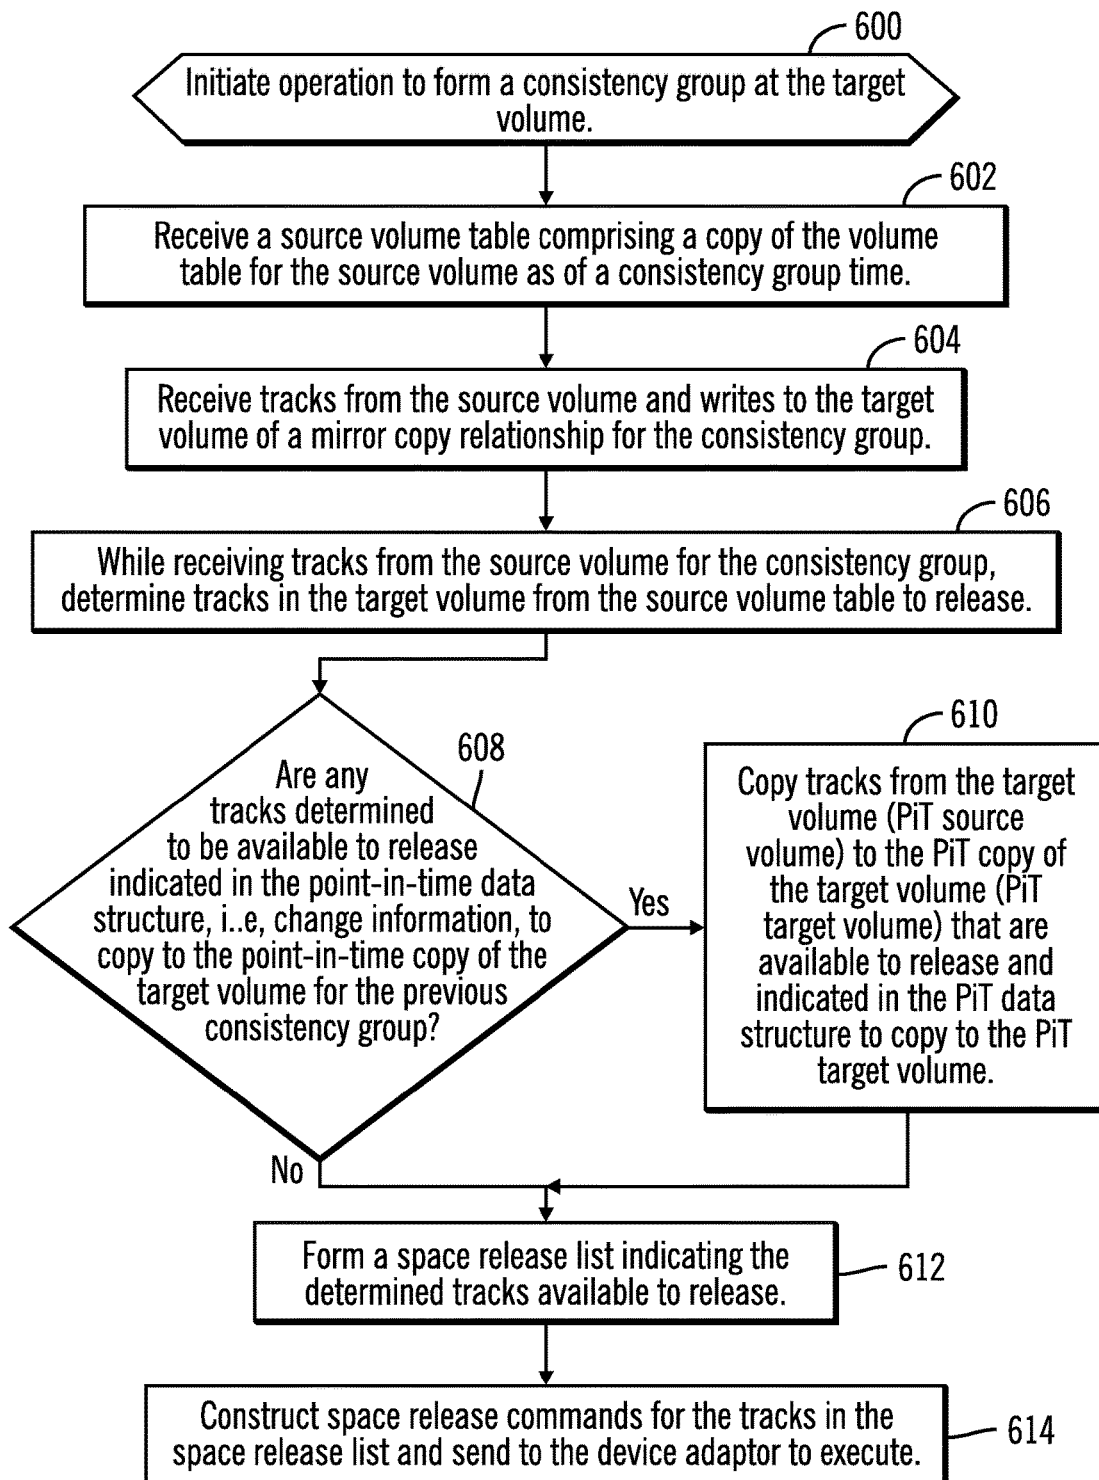 600
Initiate operation to form a consistency group at the target
volume.
602
Receive a source volume table comprising a copy of the volume
table for the source volume as of a consistency group time.
604
Receive tracks from the source volume and writes to the target
volume of a mirror copy relationship for the consistency group.
606
While receiving tracks from the source volume for the consistency group,
determine tracks in the target volume from the source volume table to release.
608
Are any
tracks determined
to be available to release
indicated in the point-in-time data
structure, i..e, change information, to
copy to the point-in-time copy of the
target volume for the previous
consistency group?
Yes
No
610
Copy tracks from the target
volume (PiT source
volume) to the PiT copy of
the target volume (PiT
target volume) that are
available to release and
indicated in the PiT data
structure to copy to the PiT
target volume.
Form a space release list indicating the
determined tracks available to release.
612
Construct space release commands for the tracks in the
space release list and send to the device adaptor to execute.
614